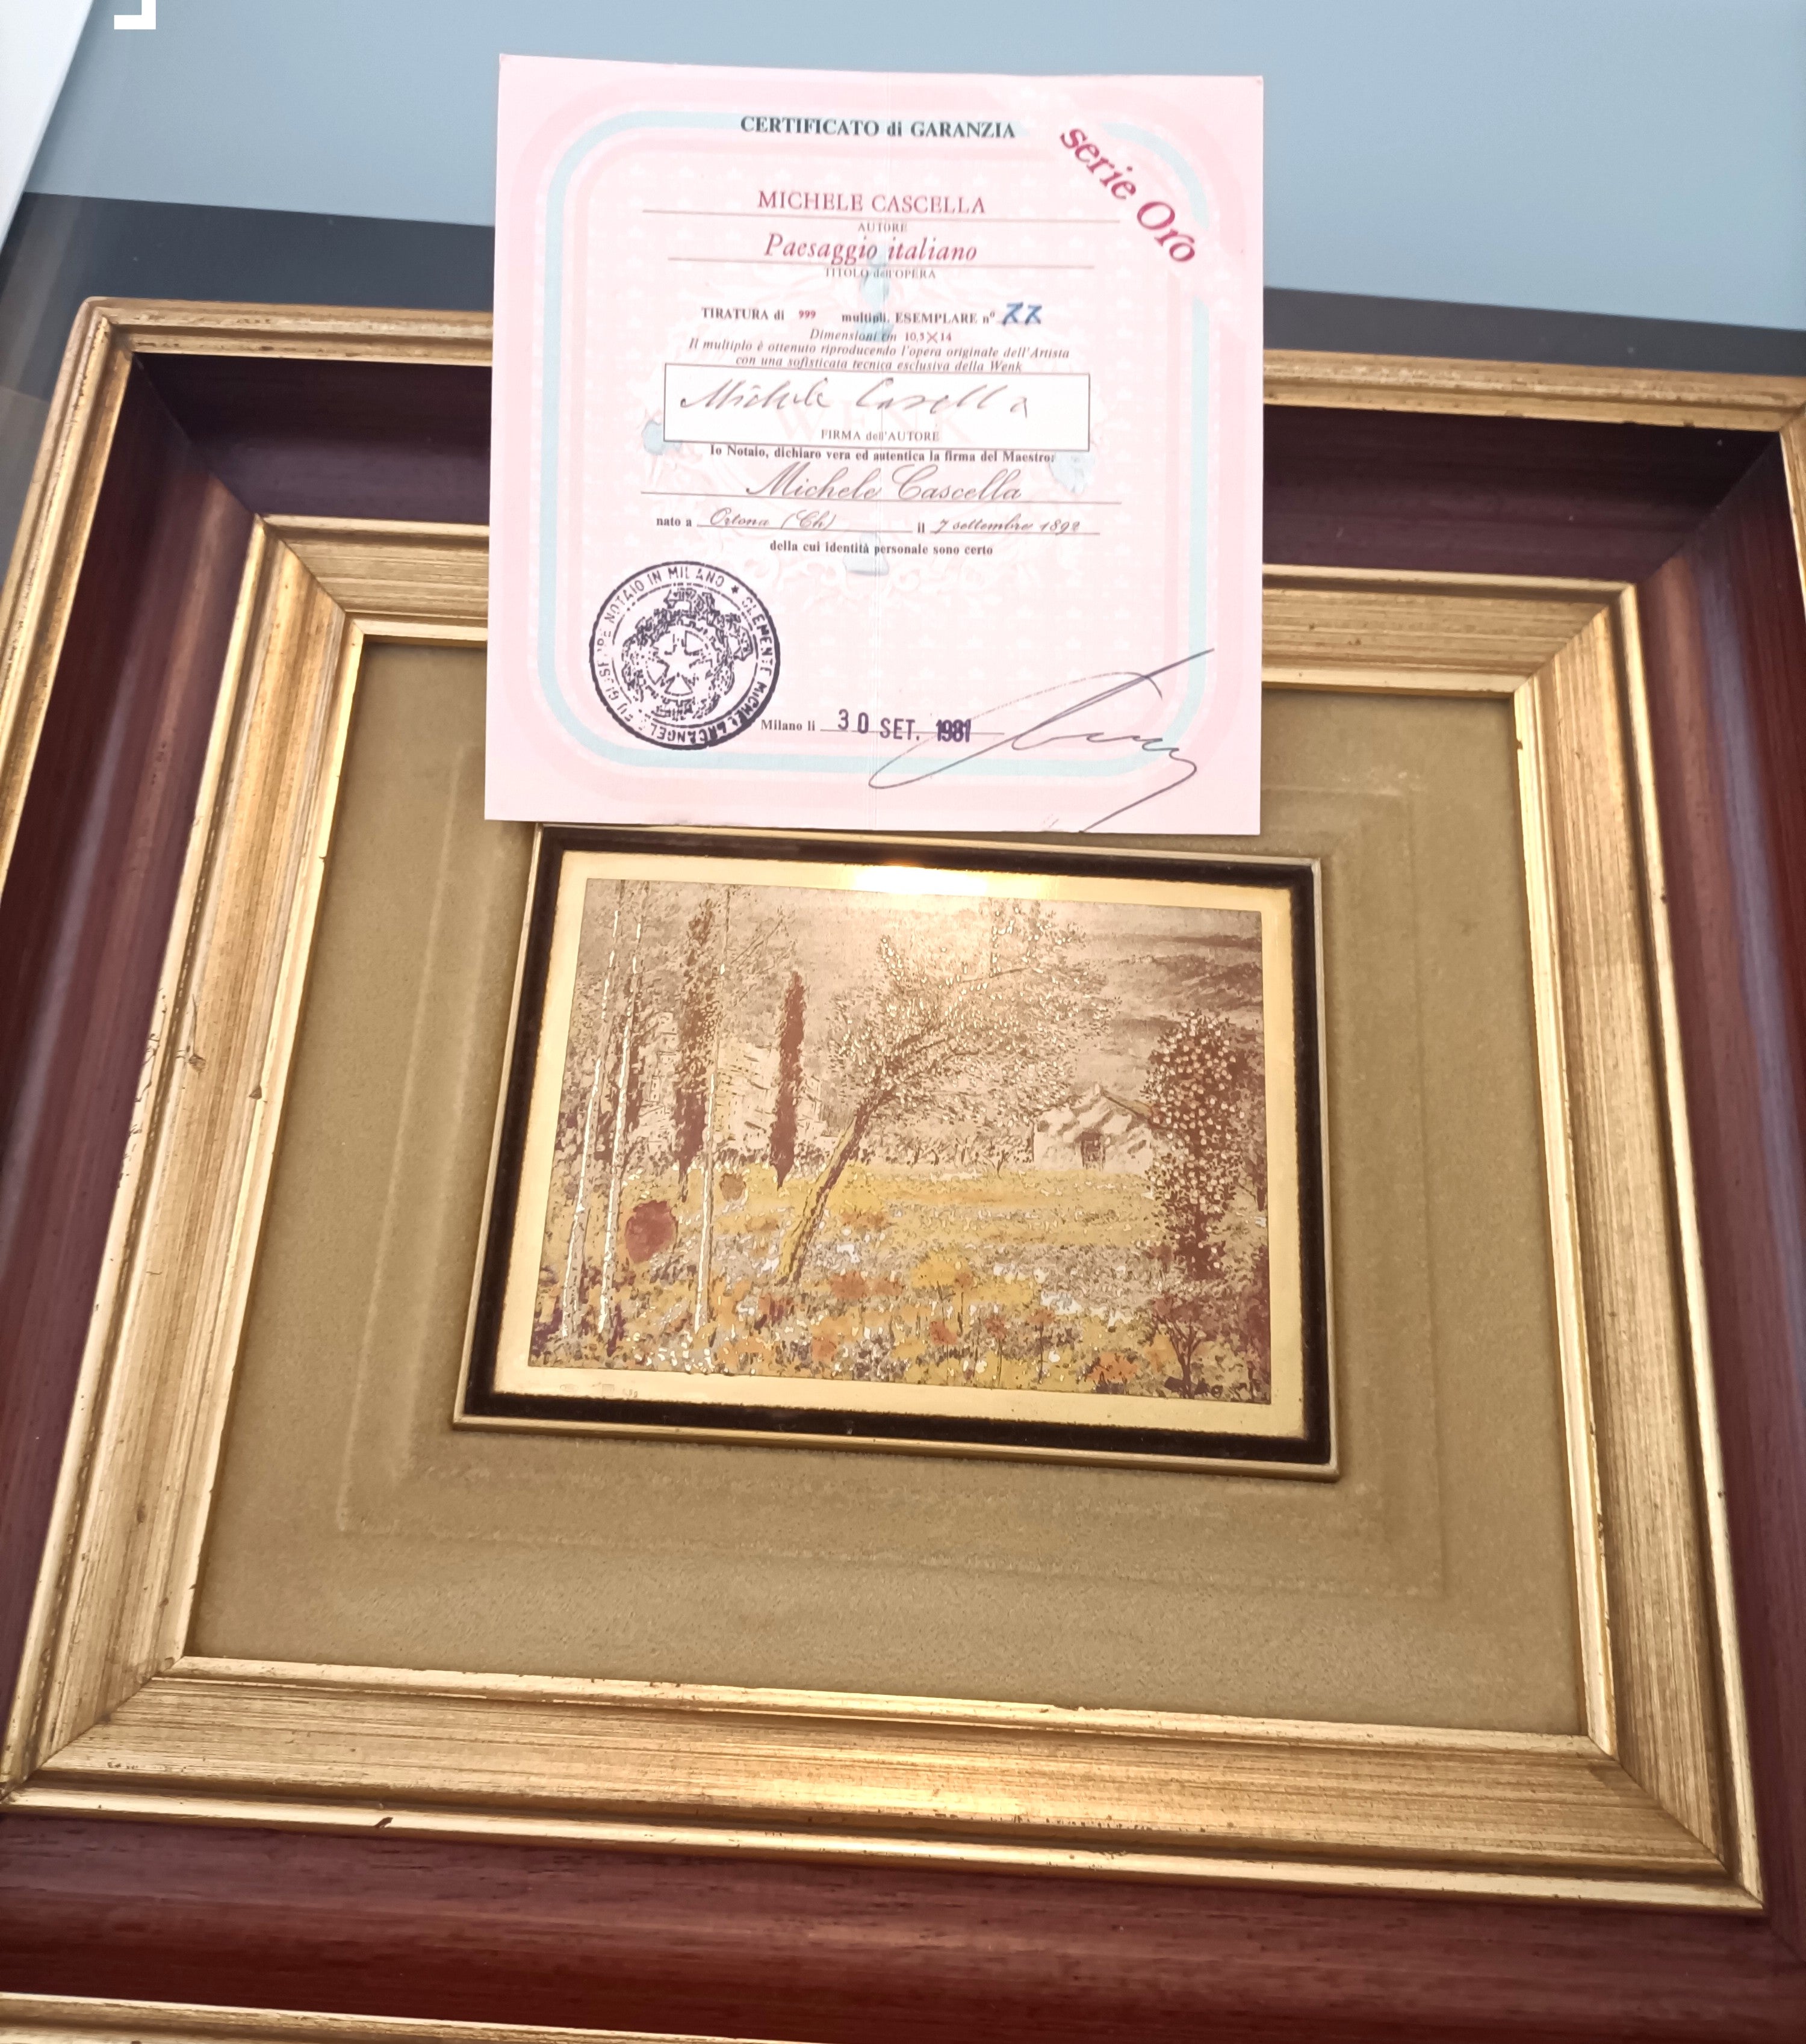 CERTIFICATO di GARANZIA
serie Oro
MICHELE CASCELLA
AUTORE
Paesaggio italiano
TITOLO dell'OPERA
TIRATURA di 999 multipli. ESEMPLARE nº 77
Dimensioni cm 10,5×14
Il multiplo è ottenuto riproducendo l'opera originale dell'Artista
con una sofisticata tecnica esclusiva della Wenk
Michele Cascella
FIRMA dell'AUTORE
Io Notaio, dichiaro vera ed autentica la firma del Maestro:
Michele Cascella
nato a Ortona (Ch) il 7 settembre 1892
della cui identità personale sono certo
NOTAIO IN MILANO ★ CLEMENTE
Milano li 30 SET. 1981